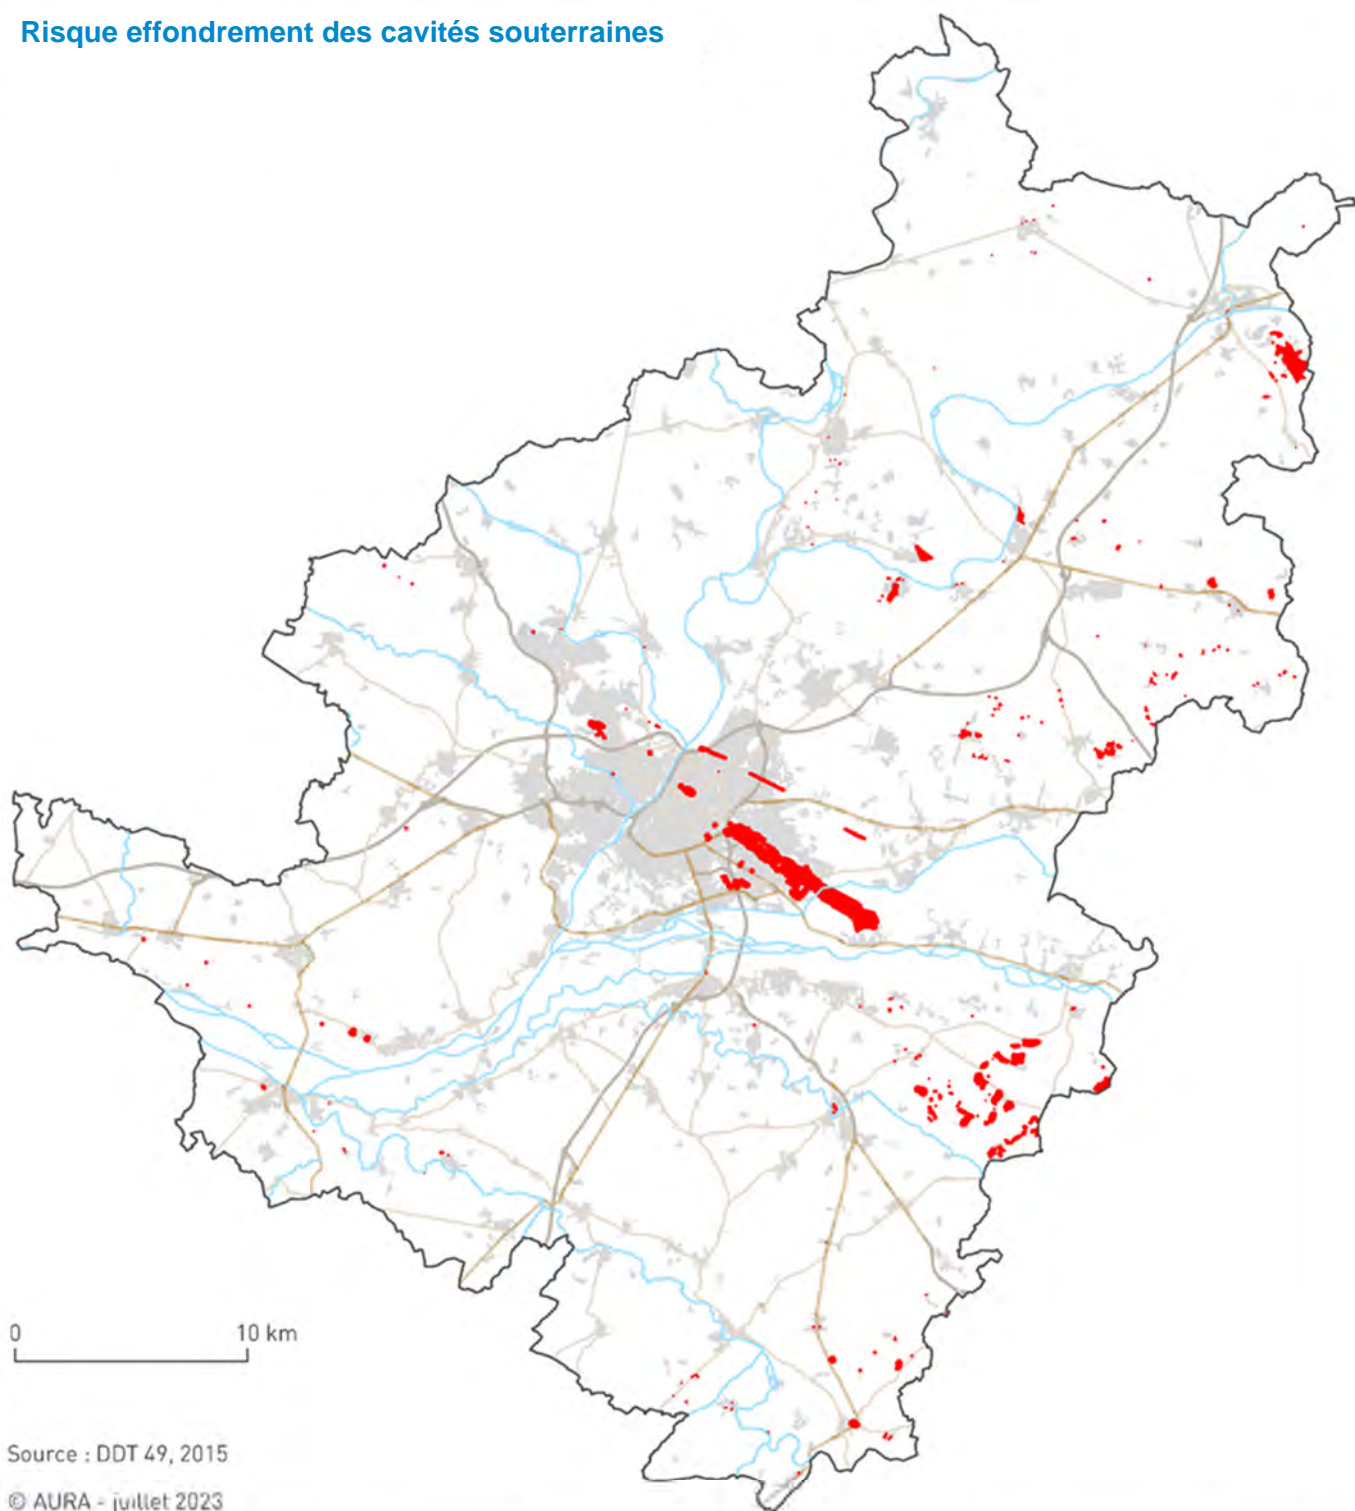 Risque effondrement des cavités souterraines
0 10 km
Source : DDT 49, 2015
© AURA - juillet 2023